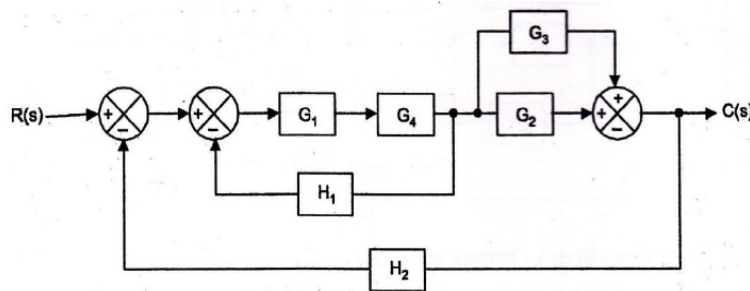 G3
R(s) + − + − G1 G4 G2 + + − C(s)
H1
H2